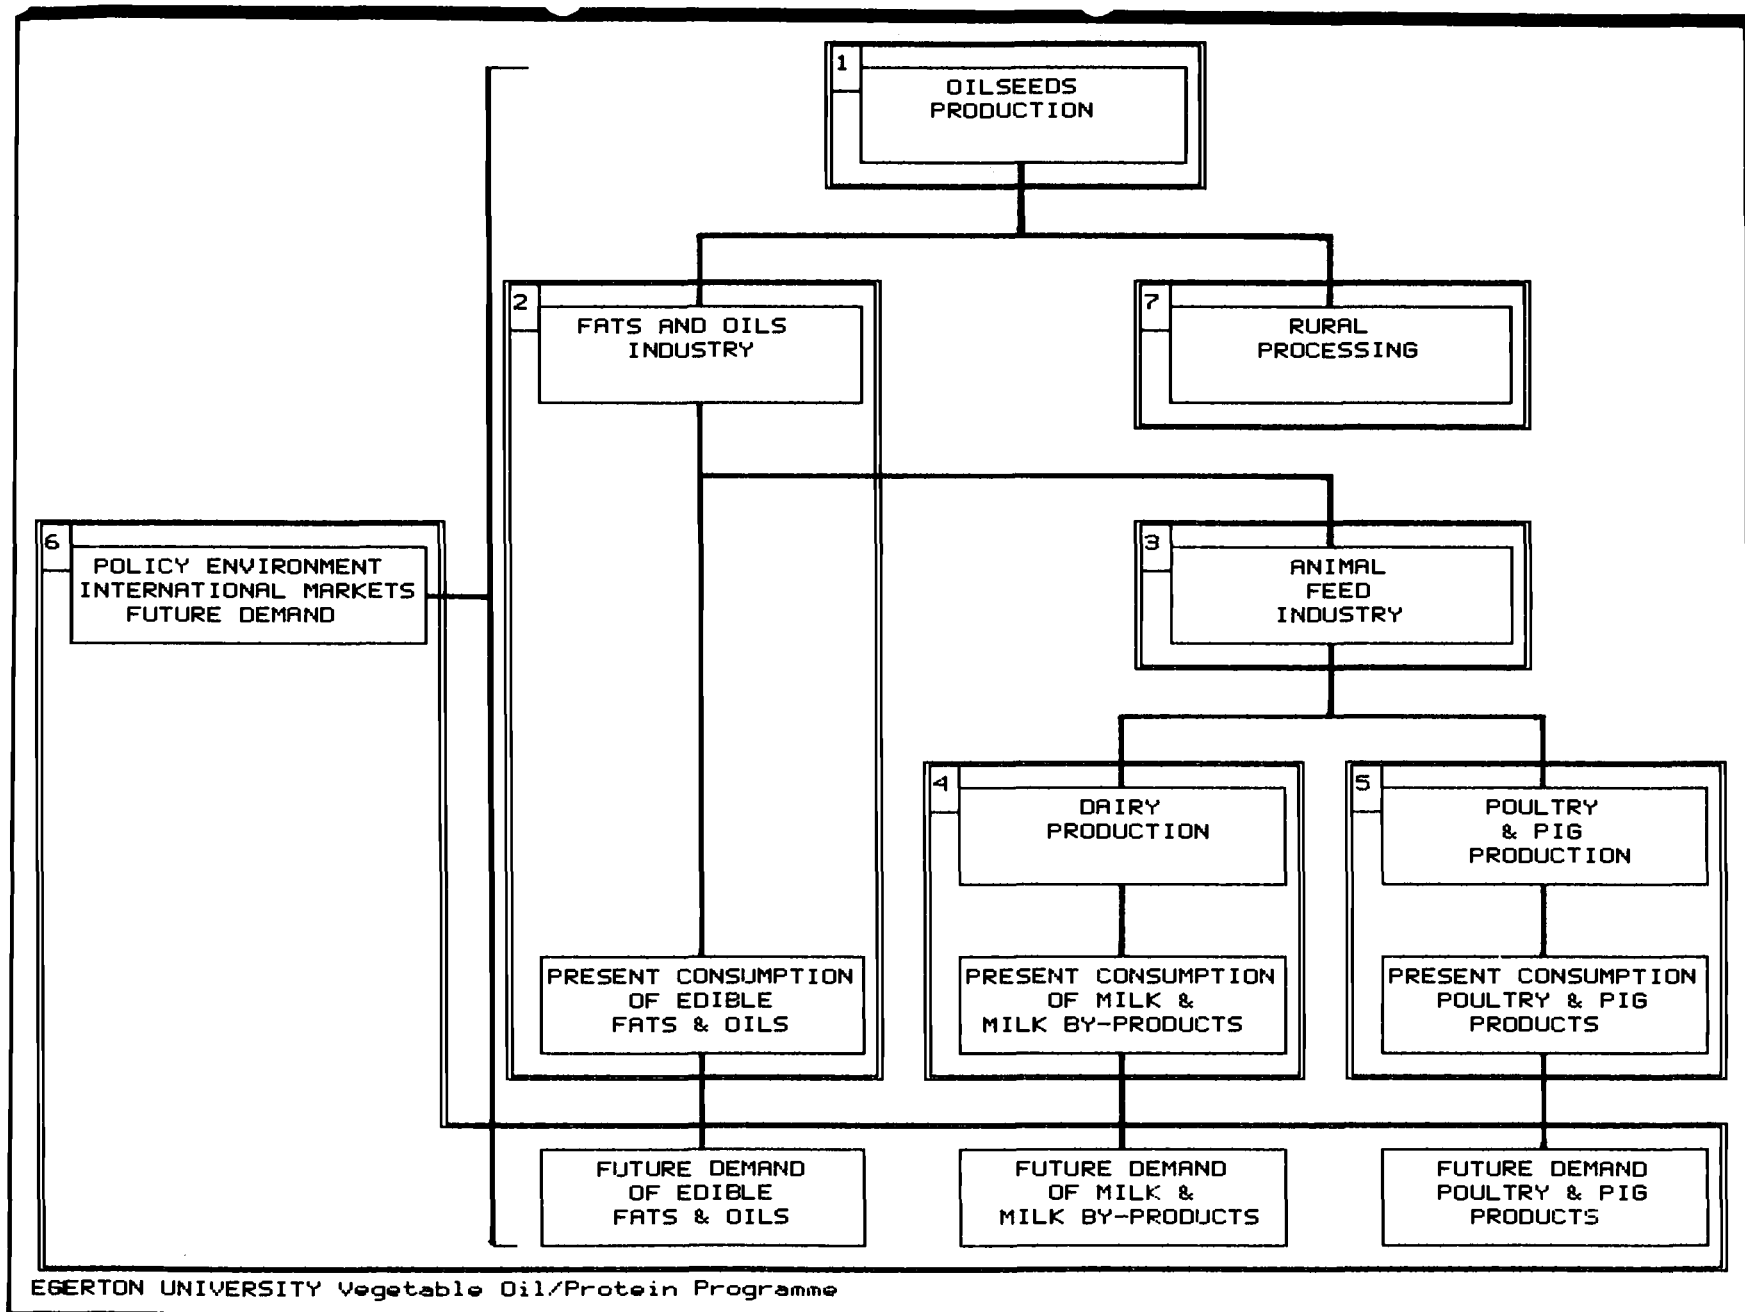 1
OILSEEDS
PRODUCTION
2
FATS AND OILS
INDUSTRY
7
RURAL
PROCESSING
6
POLICY ENVIRONMENT
INTERNATIONAL MARKETS
FUTURE DEMAND
3
ANIMAL
FEED
INDUSTRY
4
DAIRY
PRODUCTION
5
POULTRY
& PIG
PRODUCTION
PRESENT CONSUMPTION
OF EDIBLE
FATS & OILS
PRESENT CONSUMPTION
OF MILK &
MILK BY-PRODUCTS
PRESENT CONSUMPTION
POULTRY & PIG
PRODUCTS
FUTURE DEMAND
OF EDIBLE
FATS & OILS
FUTURE DEMAND
OF MILK &
MILK BY-PRODUCTS
FUTURE DEMAND
POULTRY & PIG
PRODUCTS
EGERTON UNIVERSITY Vegetable Oil/Protein Programme